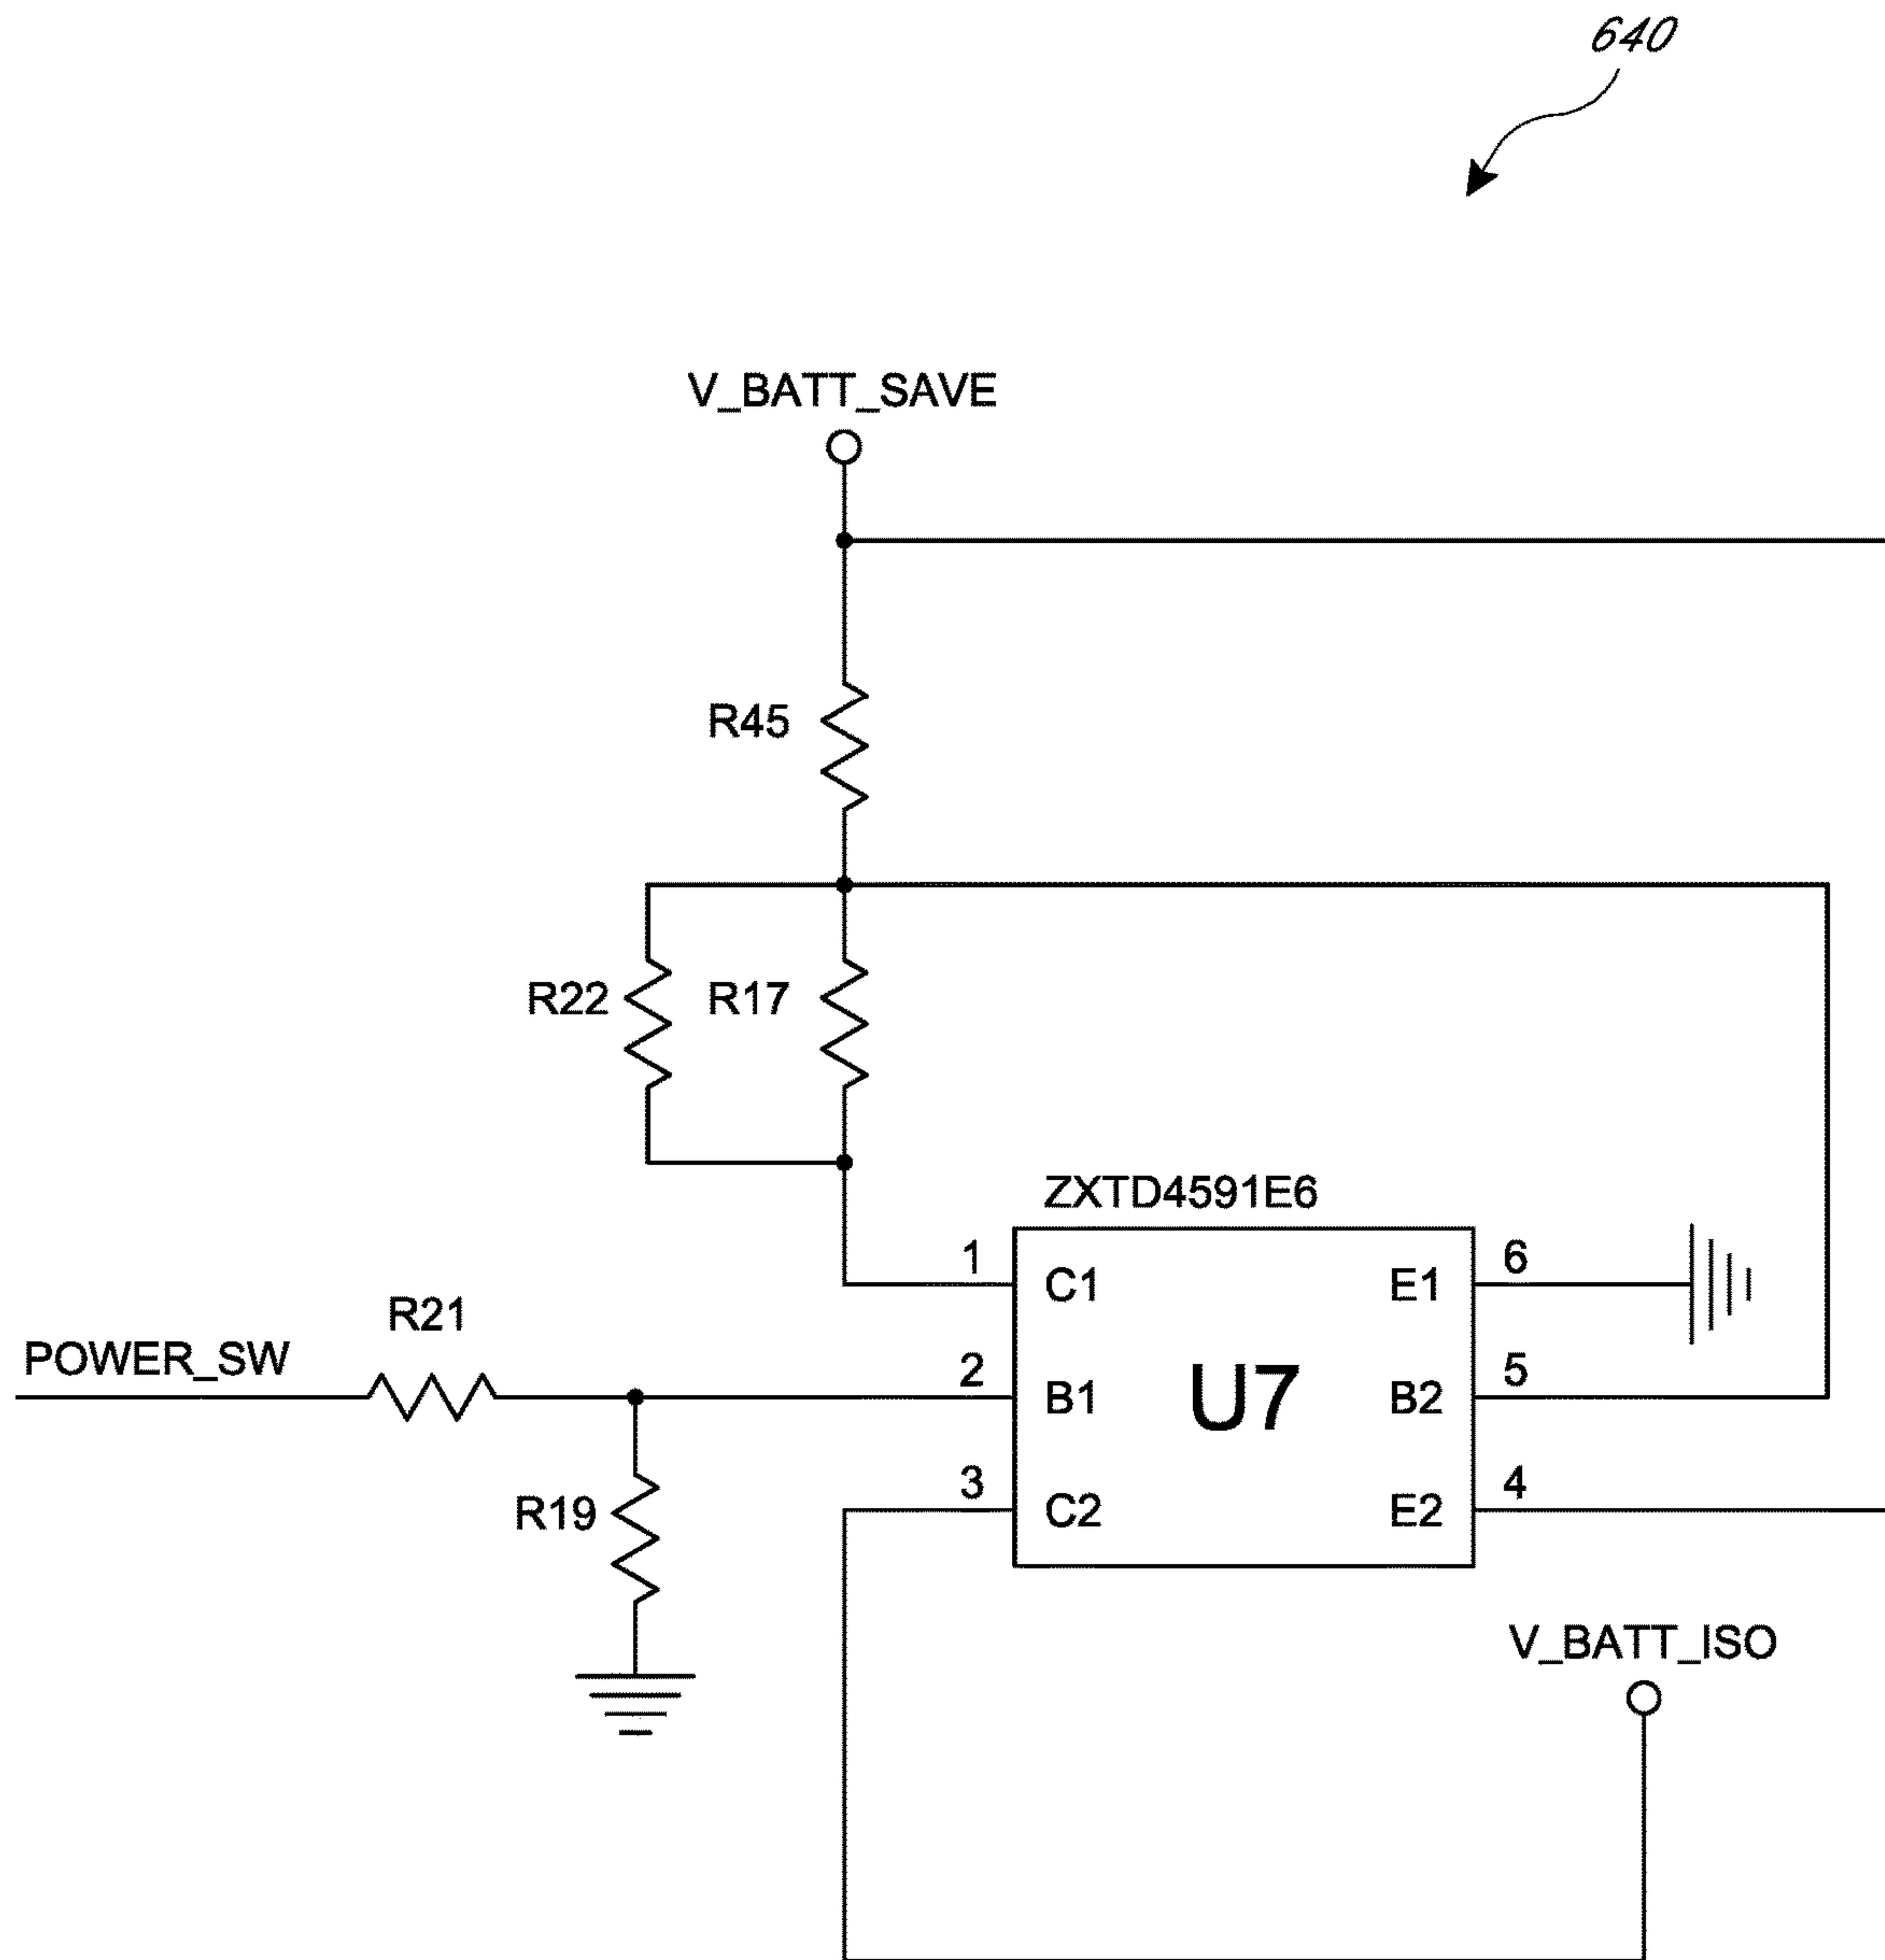 640
V_BATT_SAVE
R45
R22
R17
ZXTD4591E6
1
C1
E1
6
R21
POWER_SW
2
B1
U7
B2
5
R19
3
C2
E2
4
V_BATT_ISO